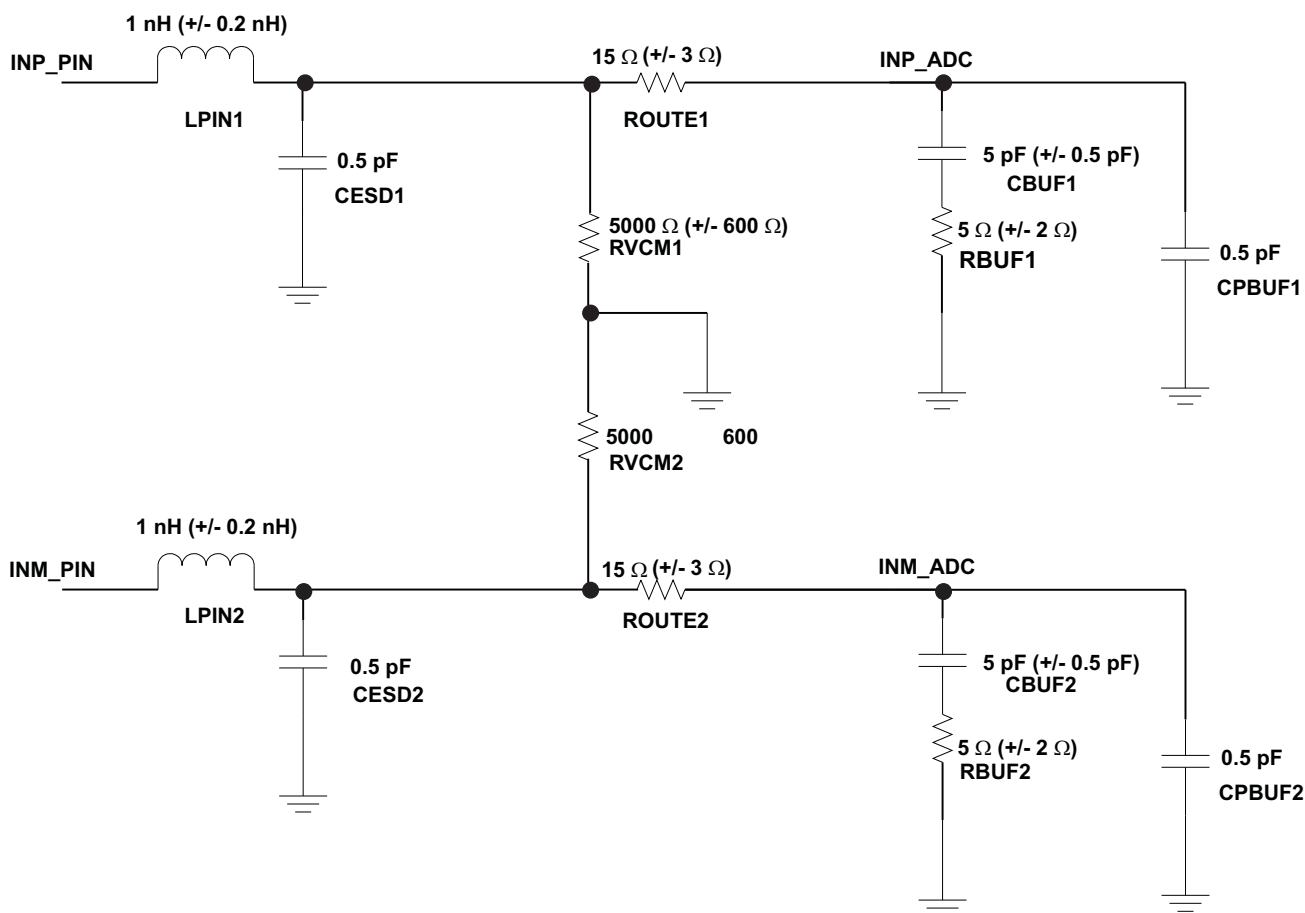 1 nH (+/- 0.2 nH)
INP_PIN
LPIN1
15 Ω (+/- 3 Ω)
ROUTE1
INP_ADC
0.5 pF
CESD1
5 pF (+/- 0.5 pF)
CBUF1
5000 Ω (+/- 600 Ω)
RVCM1
5 Ω (+/- 2 Ω)
RBUF1
0.5 pF
CPBUF1
5000 600
RVCM2
1 nH (+/- 0.2 nH)
INM_PIN
LPIN2
15 Ω (+/- 3 Ω)
ROUTE2
INM_ADC
0.5 pF
CESD2
5 pF (+/- 0.5 pF)
CBUF2
5 Ω (+/- 2 Ω)
RBUF2
0.5 pF
CPBUF2